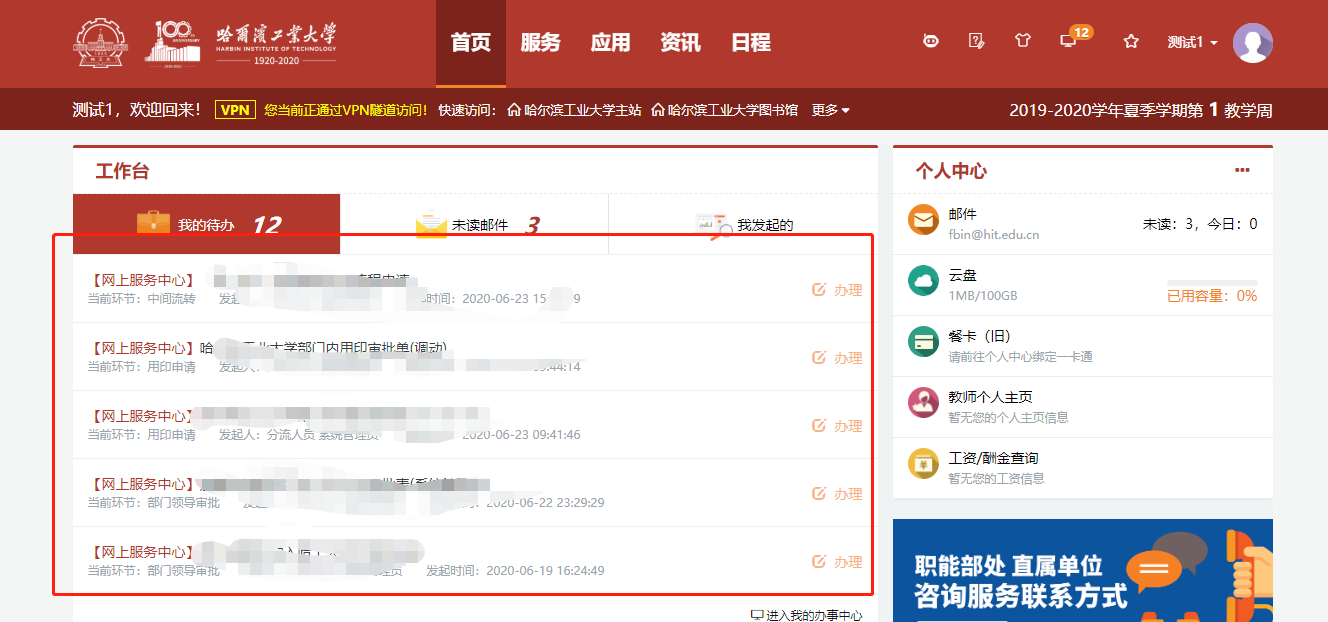 100 ANNIVERSARY
哈爾濱工業大學
HARBIN INSTITUTE OF TECHNOLOGY
1920-2020
首页 服务 应用 资讯 日程
12
测试1
测试1，欢迎回来！ VPN 您当前正通过VPN隧道访问！ 快速访问： 哈尔滨工业大学主站 哈尔滨工业大学图书馆 更多
2019-2020学年夏季学期第 1 教学周
工作台
我的待办 12 未读邮件 3 我发起的
【网上服务中心】
当前环节：中间流转 时间：2020-06-23 15 9
办理
【网上服务中心】哈 大学部门内用印审批单(调动)
当前环节：用印申请 发起人： :44:14
办理
【网上服务中心】
当前环节：用印申请 发起人：分流人员 系统管理员 2020-06-23 09:41:46
办理
【网上服务中心】
当前环节：部门领导审批 2020-06-22 23:29:29
办理
【网上服务中心】
当前环节：部门领导审批 发起时间：2020-06-19 16:24:49
办理
进入我的办事中心
个人中心
邮件
fbin@hit.edu.cn
未读：3，今日：0
云盘
1MB/100GB
已用容量：0%
餐卡（旧）
请前往个人中心绑定一卡通
教师个人主页
暂无您的个人主页信息
工资/酬金查询
暂无您的工资信息
职能部处 直属单位
咨询服务联系方式